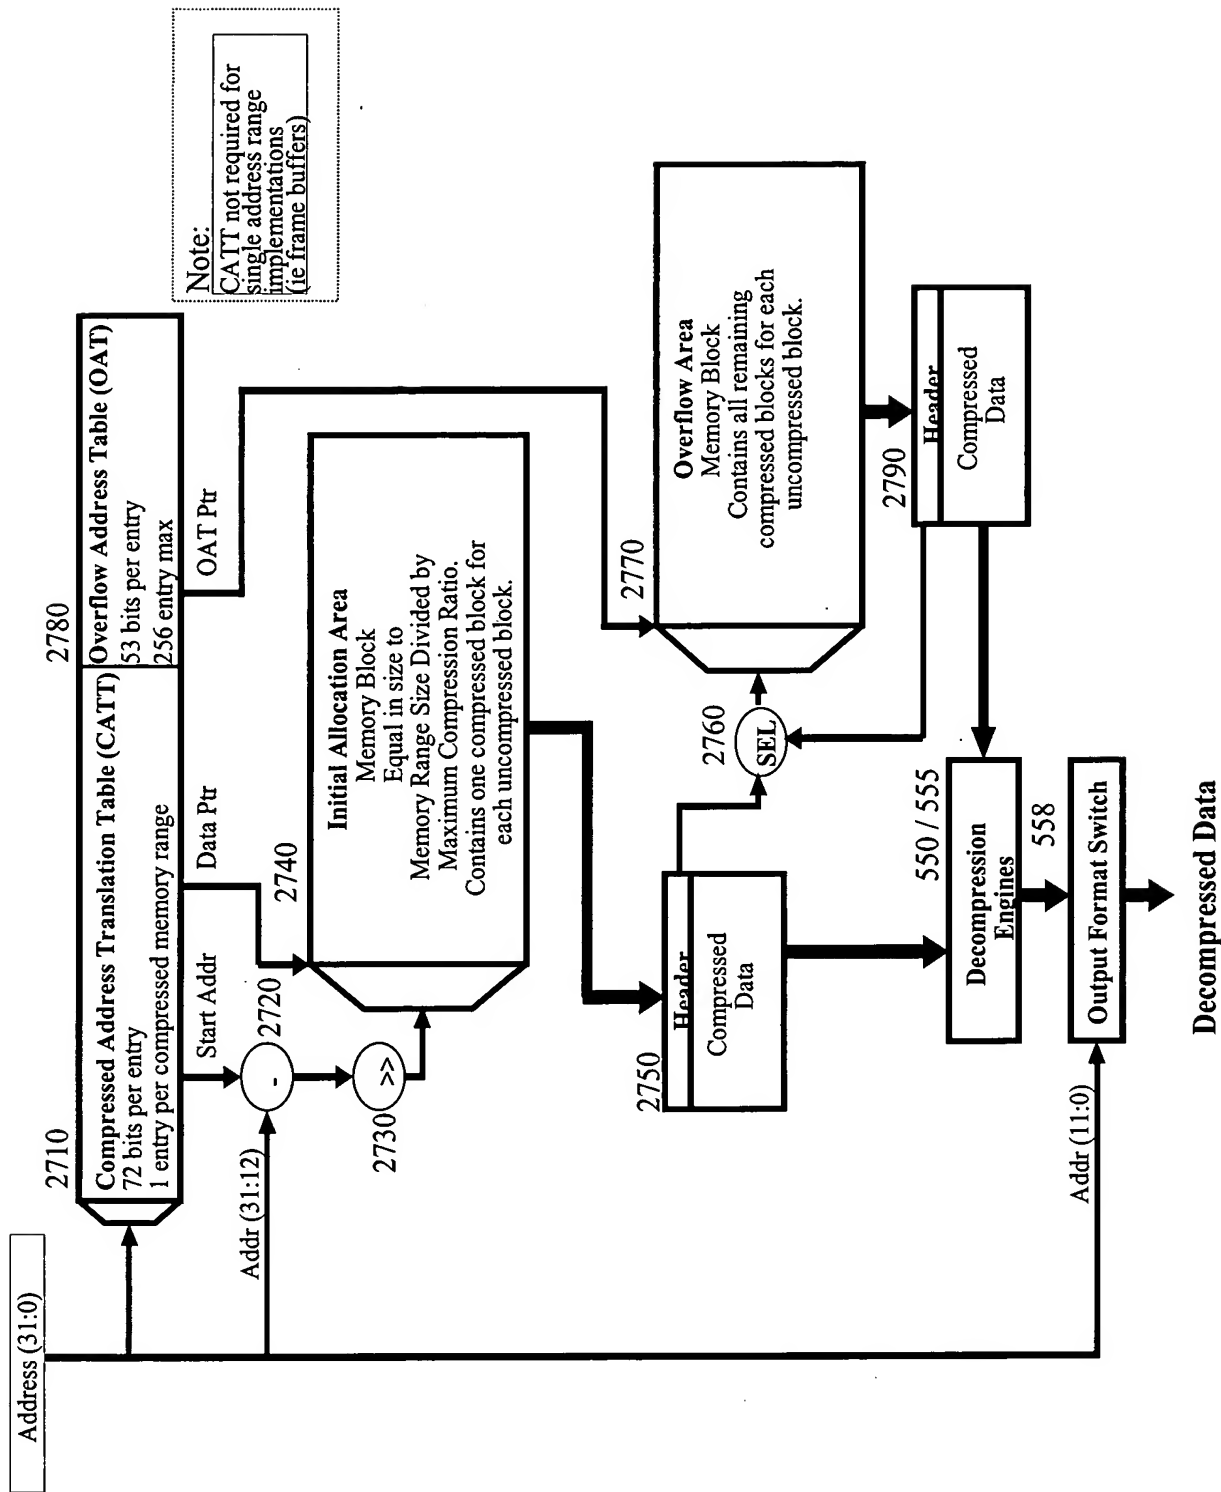 Address (31:0)
2710
Compressed Address Translation Table (CATT)
72 bits per entry
1 entry per compressed memory range
2780
Overflow Address Table (OAT)
53 bits per entry
256 entry max
Note:
CATT not required for
single address range
implementations
(ie frame buffers)
Start Addr
Data Ptr
OAT Ptr
Addr (31:12)
-
2720
>>
2730
2740
Initial Allocation Area
Memory Block
Equal in size to
Memory Range Size Divided by
Maximum Compression Ratio.
Contains one compressed block for
each uncompressed block.
2770
Overflow Area
Memory Block
Contains all remaining
compressed blocks for each
uncompressed block.
2760
SEL
2750
Header
Compressed
Data
2790
Header
Compressed
Data
550 / 555
Decompression
Engines
558
Addr (11:0)
Output Format Switch
Decompressed Data